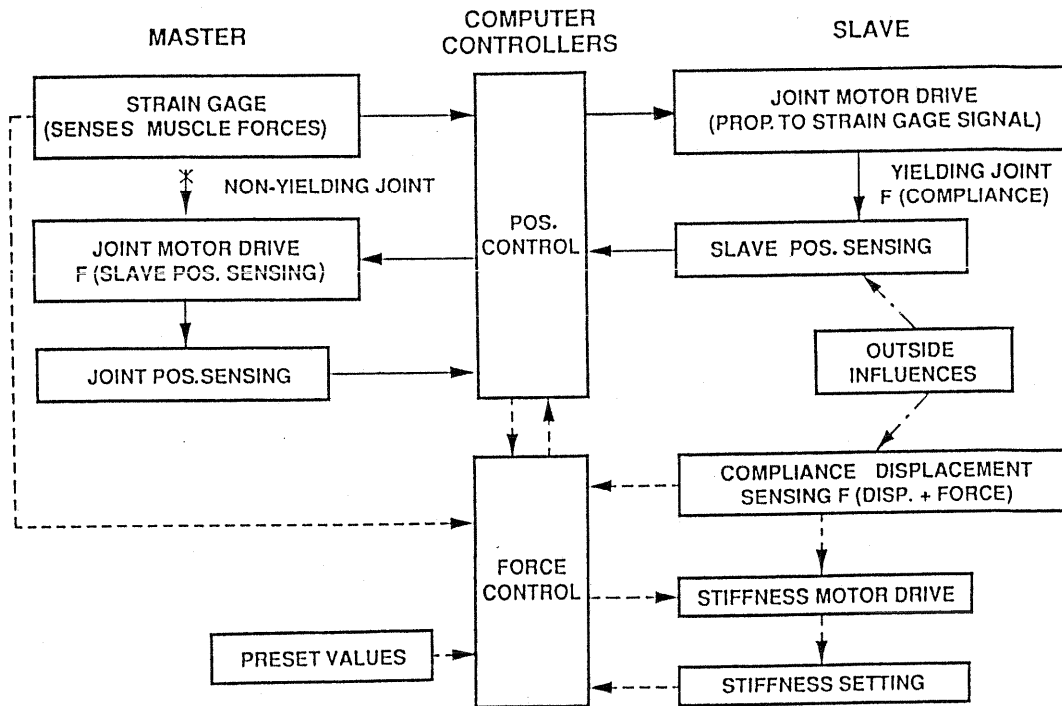 MASTER
COMPUTER
CONTROLLERS
SLAVE
STRAIN GAGE
(SENSES MUSCLE FORCES)
NON-YIELDING JOINT
JOINT MOTOR DRIVE
F (SLAVE POS. SENSING)
JOINT POS.SENSING
POS.
CONTROL
JOINT MOTOR DRIVE
(PROP. TO STRAIN GAGE SIGNAL)
YIELDING JOINT
F (COMPLIANCE)
SLAVE POS. SENSING
OUTSIDE
INFLUENCES
COMPLIANCE DISPLACEMENT
SENSING F (DISP. + FORCE)
FORCE
CONTROL
STIFFNESS MOTOR DRIVE
PRESET VALUES
STIFFNESS SETTING